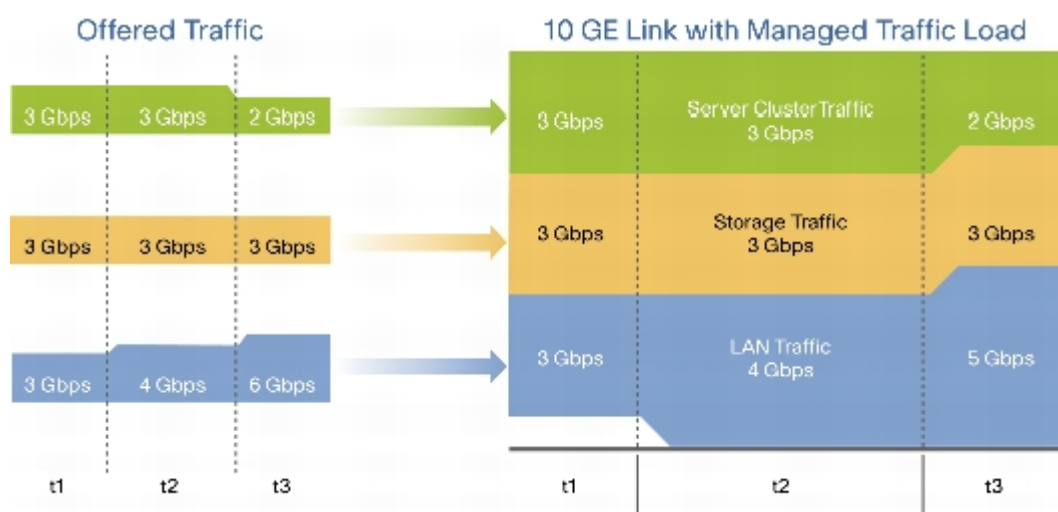 Offered Traffic
10 GE Link with Managed Traffic Load
3 Gbps 3 Gbps 2 Gbps
3 Gbps
Server Cluster Traffic
3 Gbps
2 Gbps
3 Gbps 3 Gbps 3 Gbps
3 Gbps
Storage Traffic
3 Gbps
3 Gbps
3 Gbps 4 Gbps 6 Gbps
3 Gbps
LAN Traffic
4 Gbps
5 Gbps
t1 t2 t3
t1 t2 t3